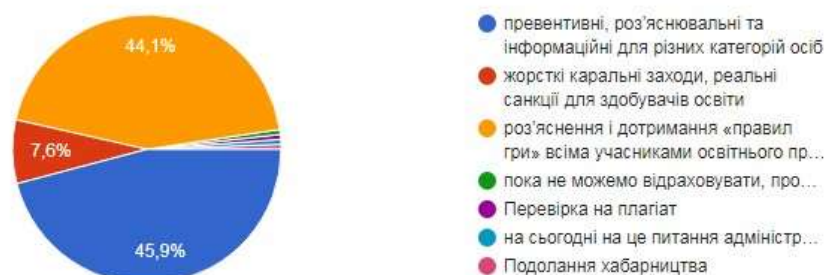 44,1%
7,6%
45,9%
превентивні, роз'яснювальні та
інформаційні для різних категорій осіб
жорсткі каральні заходи, реальні
санкції для здобувачів освіти
роз'яснення і дотримання «правил
гри» всіма учасниками освітнього пр...
пока не можемо відраховувати, про...
Перевірка на плагіат
на сьогодні на це питання адміністр...
Подолання хабарництва